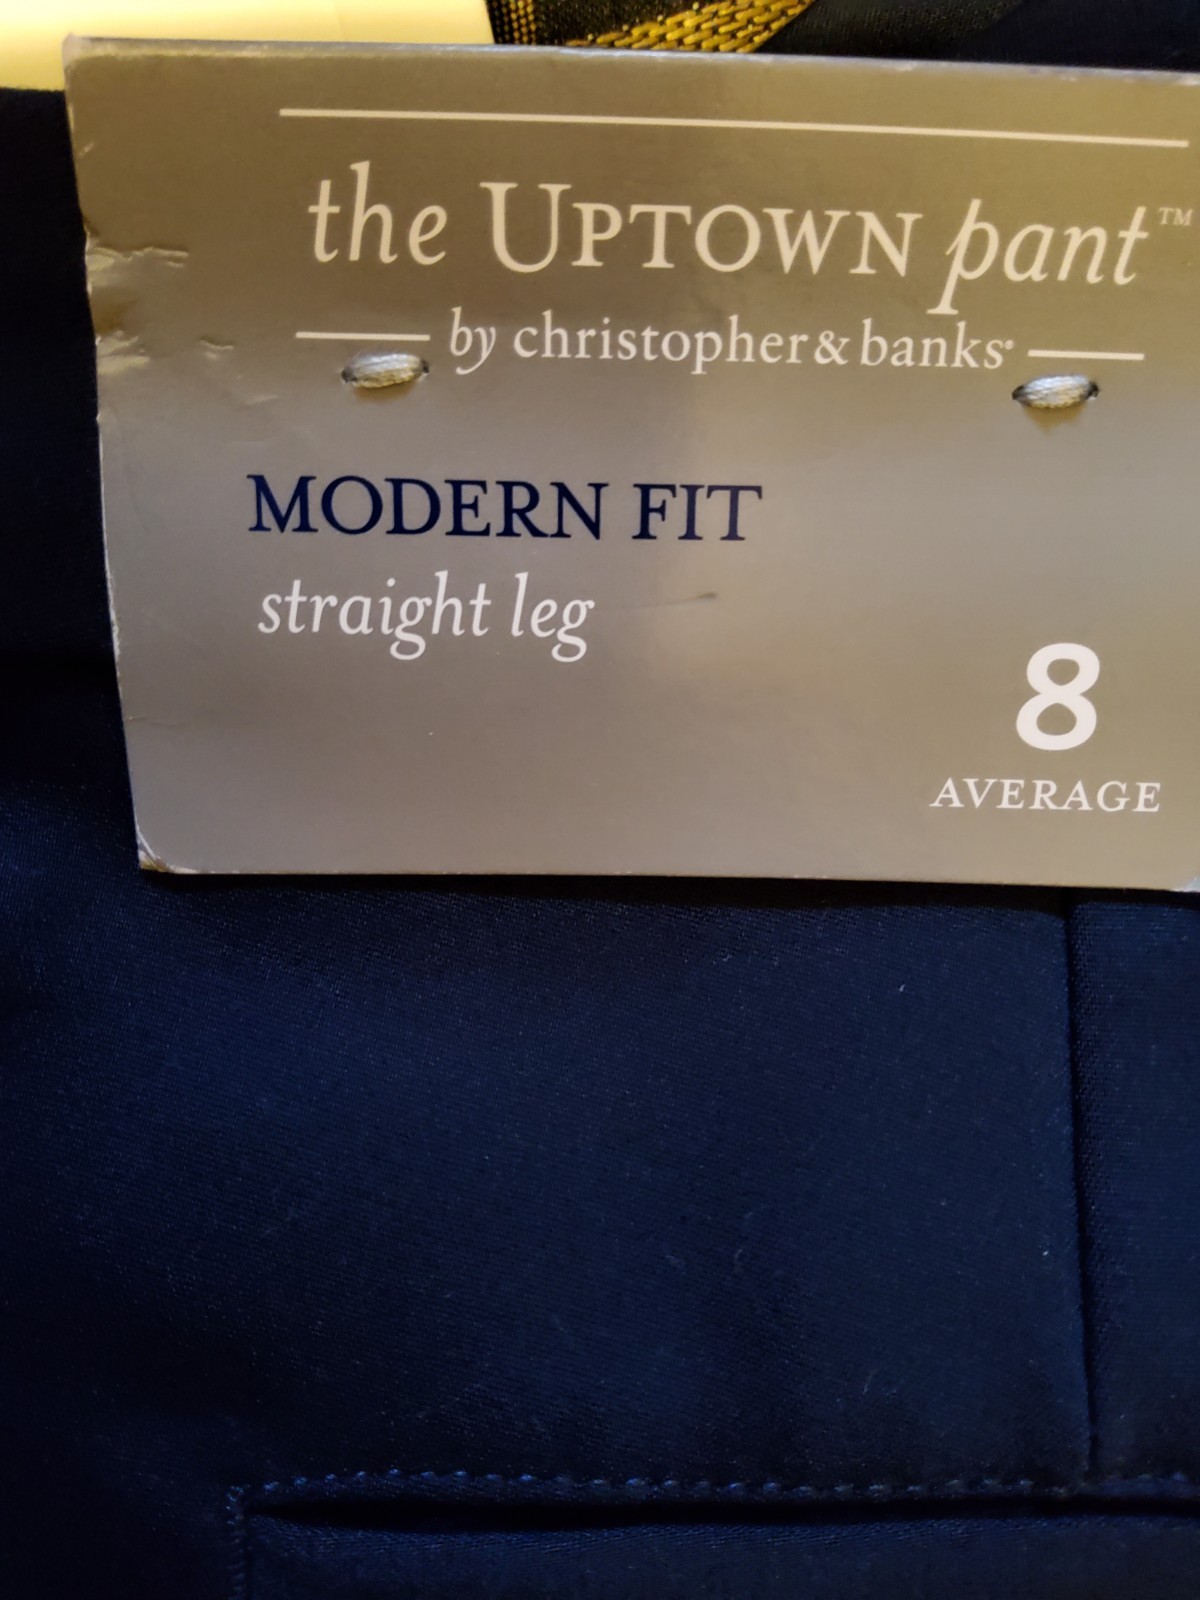 the UPTOWN pant™
by christopher & banks®
MODERN FIT
straight leg
8
AVERAGE